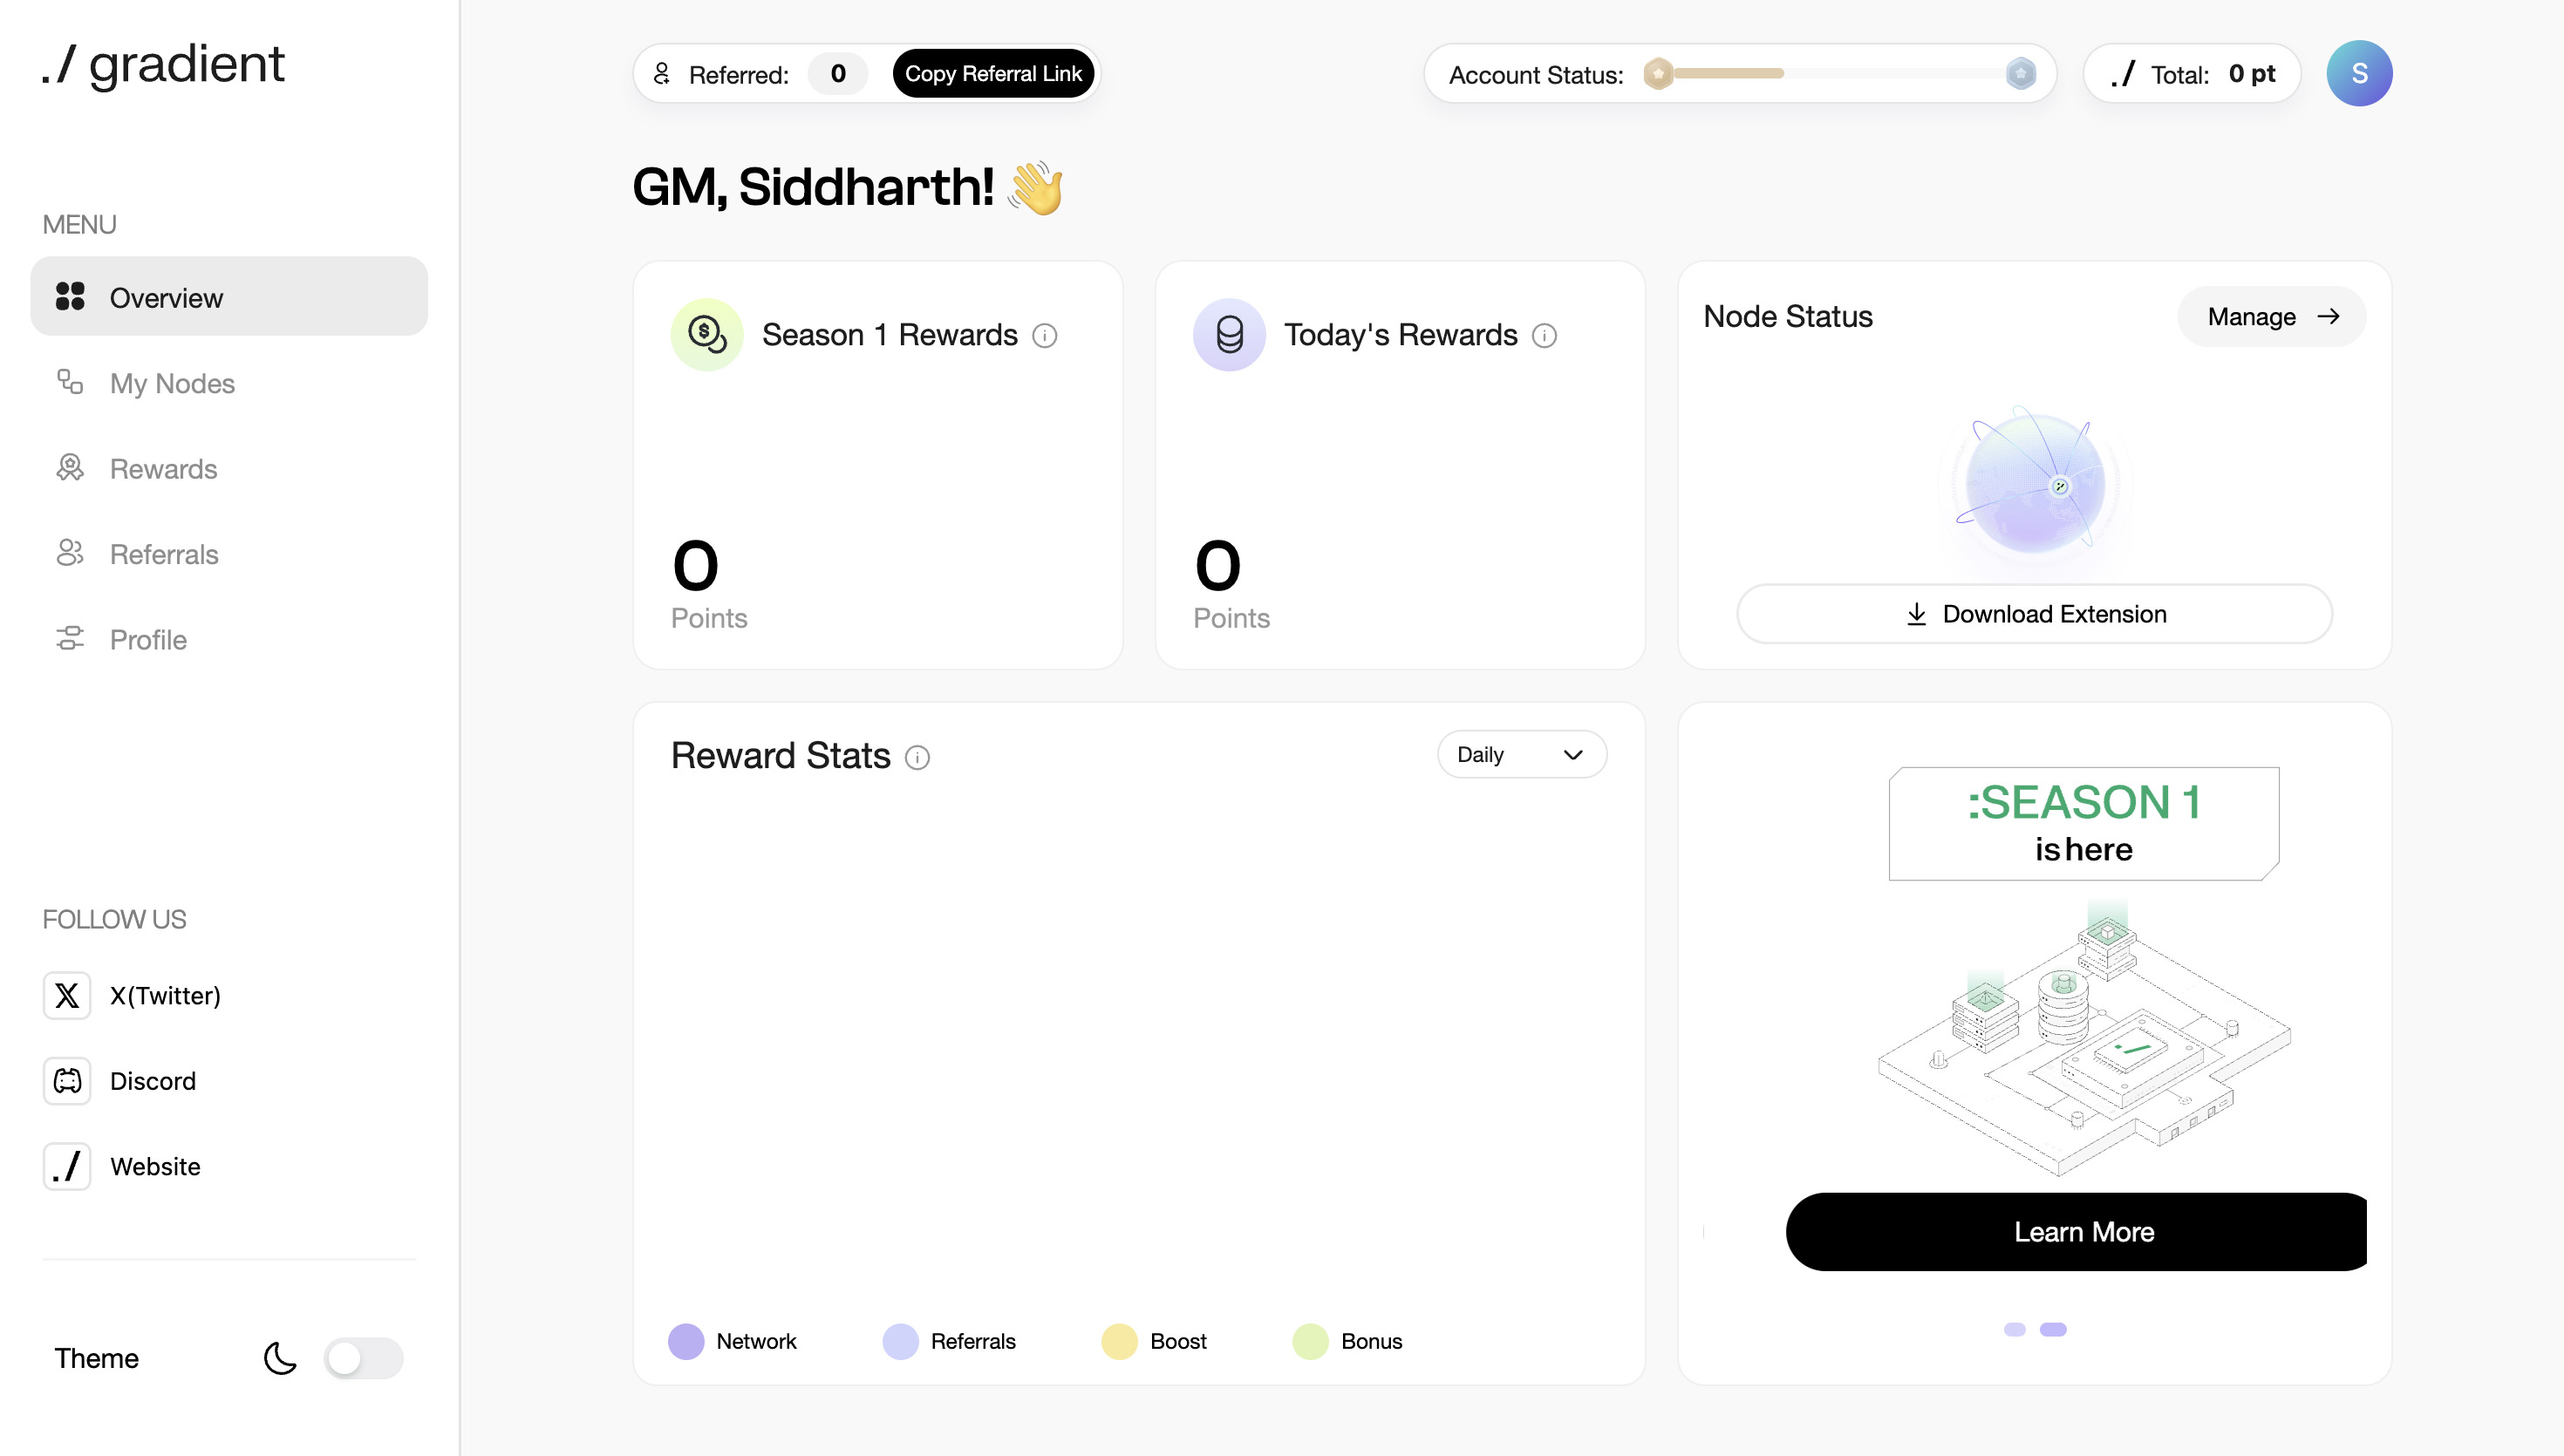 ./ gradient
MENU
Overview
My Nodes
Rewards
Referrals
Profile
FOLLOW US
X(Twitter)
Discord
Website
Theme
Referred: 0 Copy Referral Link
Account Status:
./ Total: 0 pt
S
GM, Siddharth! 👋
Season 1 Rewards
0
Points
Today's Rewards
0
Points
Node Status
Manage →
Download Extension
Reward Stats
Daily
Network Referrals Boost Bonus
:SEASON 1
is here
Learn More